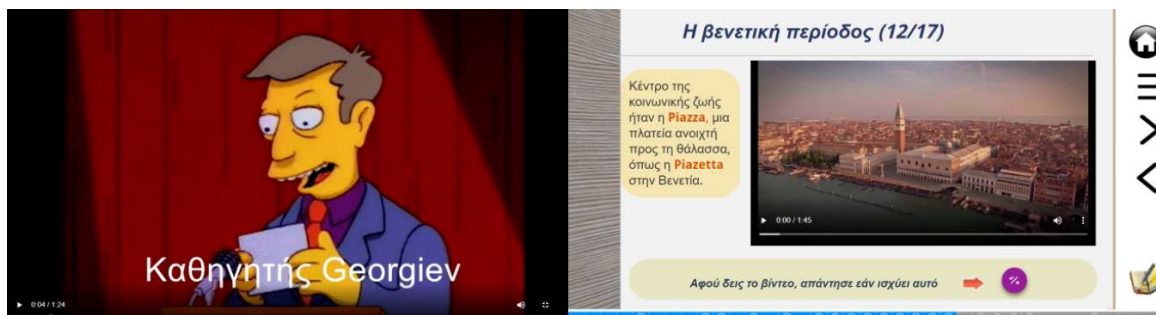 Καθηγητής Georgiev
0:04 / 1:24
Η βενετική περίοδος (12/17)
Κέντρο της
κοινωνικής ζωής
ήταν η Piazza, μια
πλατεία ανοιχτή
προς τη θάλασσα,
όπως η Piazetta
στην Βενετία.
0:00 / 1:45
Αφού δεις το βίντεο, απάντησε εάν ισχύει αυτό